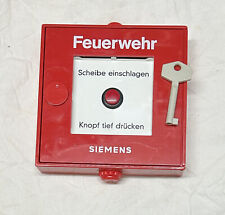 Feuerwehr
Scheibe einschlagen
Knopf tief drücken
SIEMENS